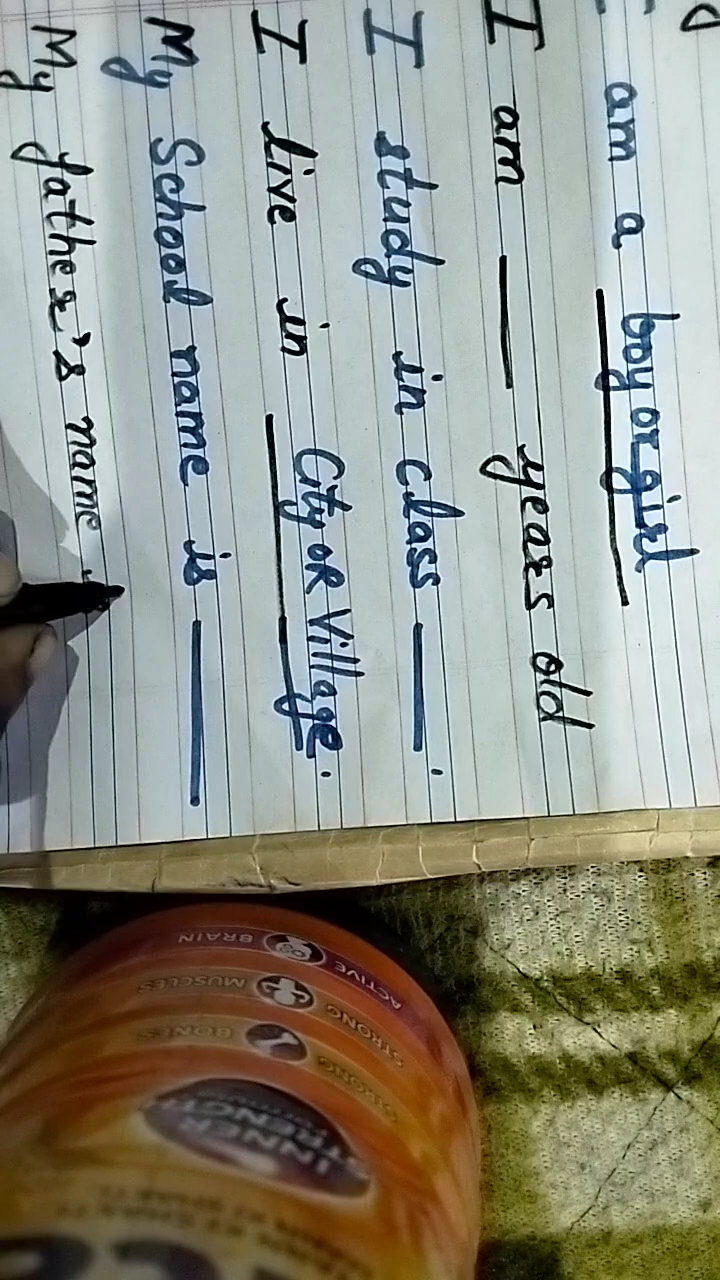 am a boy or girl
I am ___ years old
I study in class ___.
I live in City or Village.
My School name is ___
My father's name
ACTIVE BRAIN
STRONG MUSCLES
STRONG BONES
INNER STRENGTH